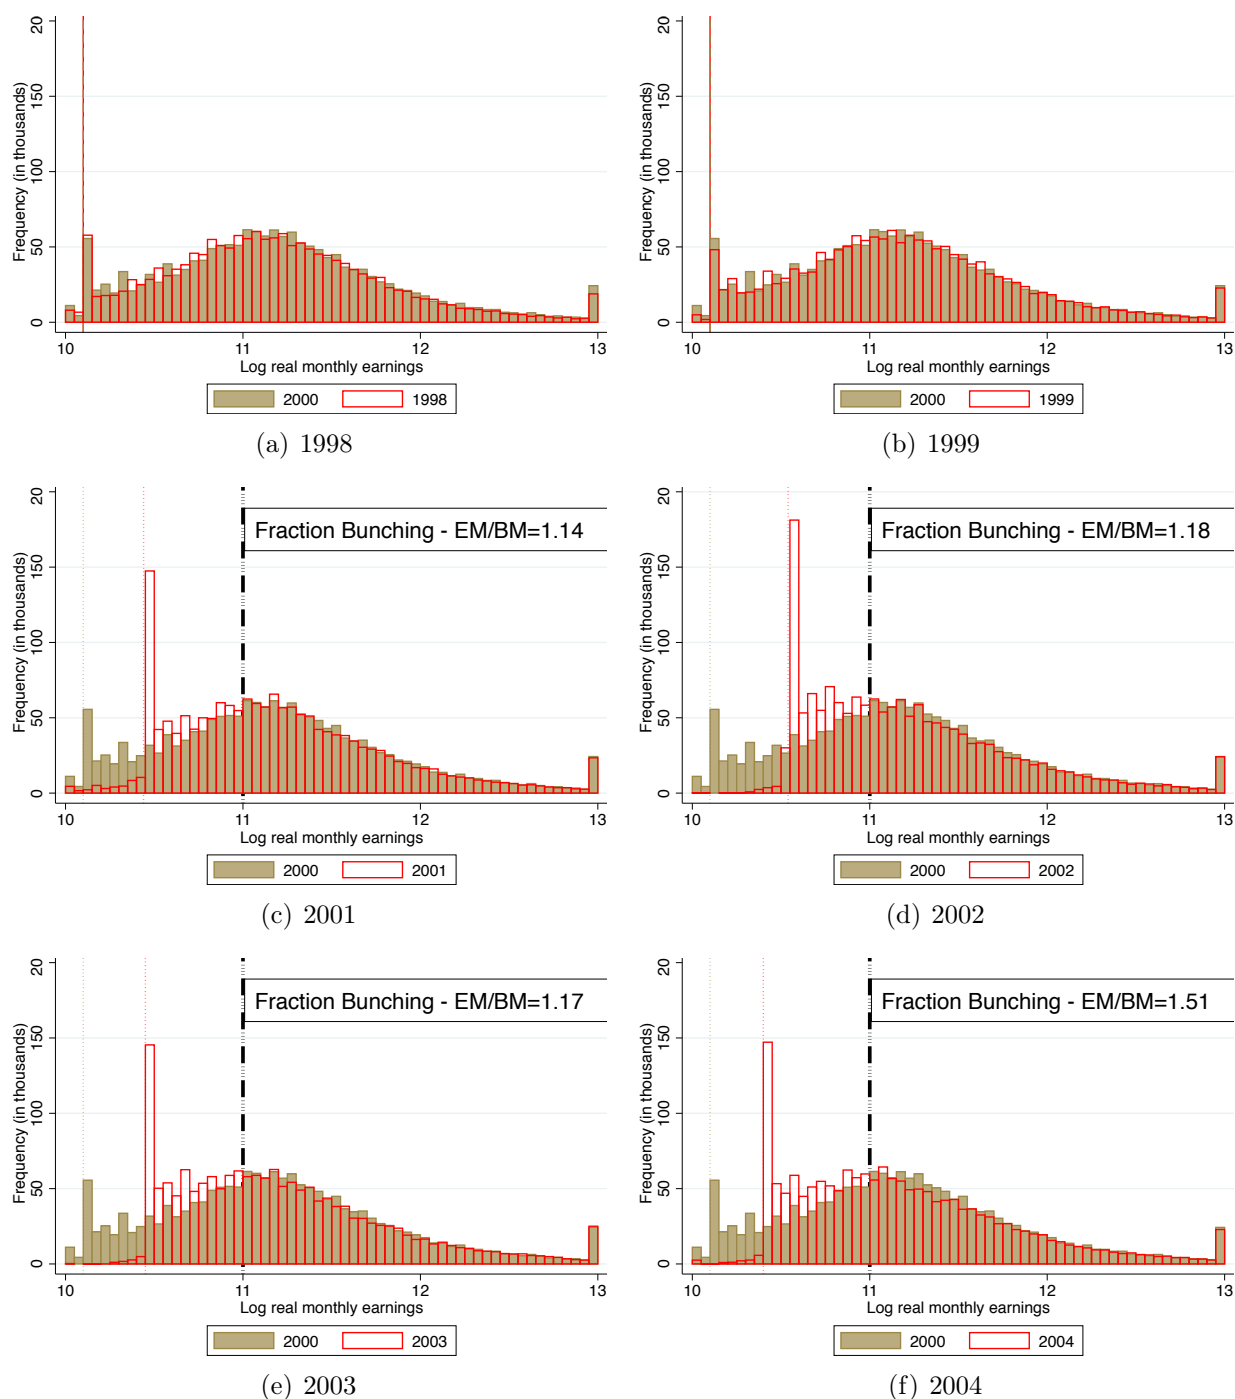 Frequency (in thousands)
0 50 100 150 20
10 11 12 13
Log real monthly earnings
2000 1998
(a) 1998
Frequency (in thousands)
0 50 100 150 20
10 11 12 13
Log real monthly earnings
2000 1999
(b) 1999
Frequency (in thousands)
0 50 100 150 20
Fraction Bunching - EM/BM=1.14
10 11 12 13
Log real monthly earnings
2000 2001
(c) 2001
Frequency (in thousands)
0 50 100 150 20
Fraction Bunching - EM/BM=1.18
10 11 12 13
Log real monthly earnings
2000 2002
(d) 2002
Frequency (in thousands)
0 50 100 150 20
Fraction Bunching - EM/BM=1.17
10 11 12 13
Log real monthly earnings
2000 2003
(e) 2003
Frequency (in thousands)
0 50 100 150 20
Fraction Bunching - EM/BM=1.51
10 11 12 13
Log real monthly earnings
2000 2004
(f) 2004